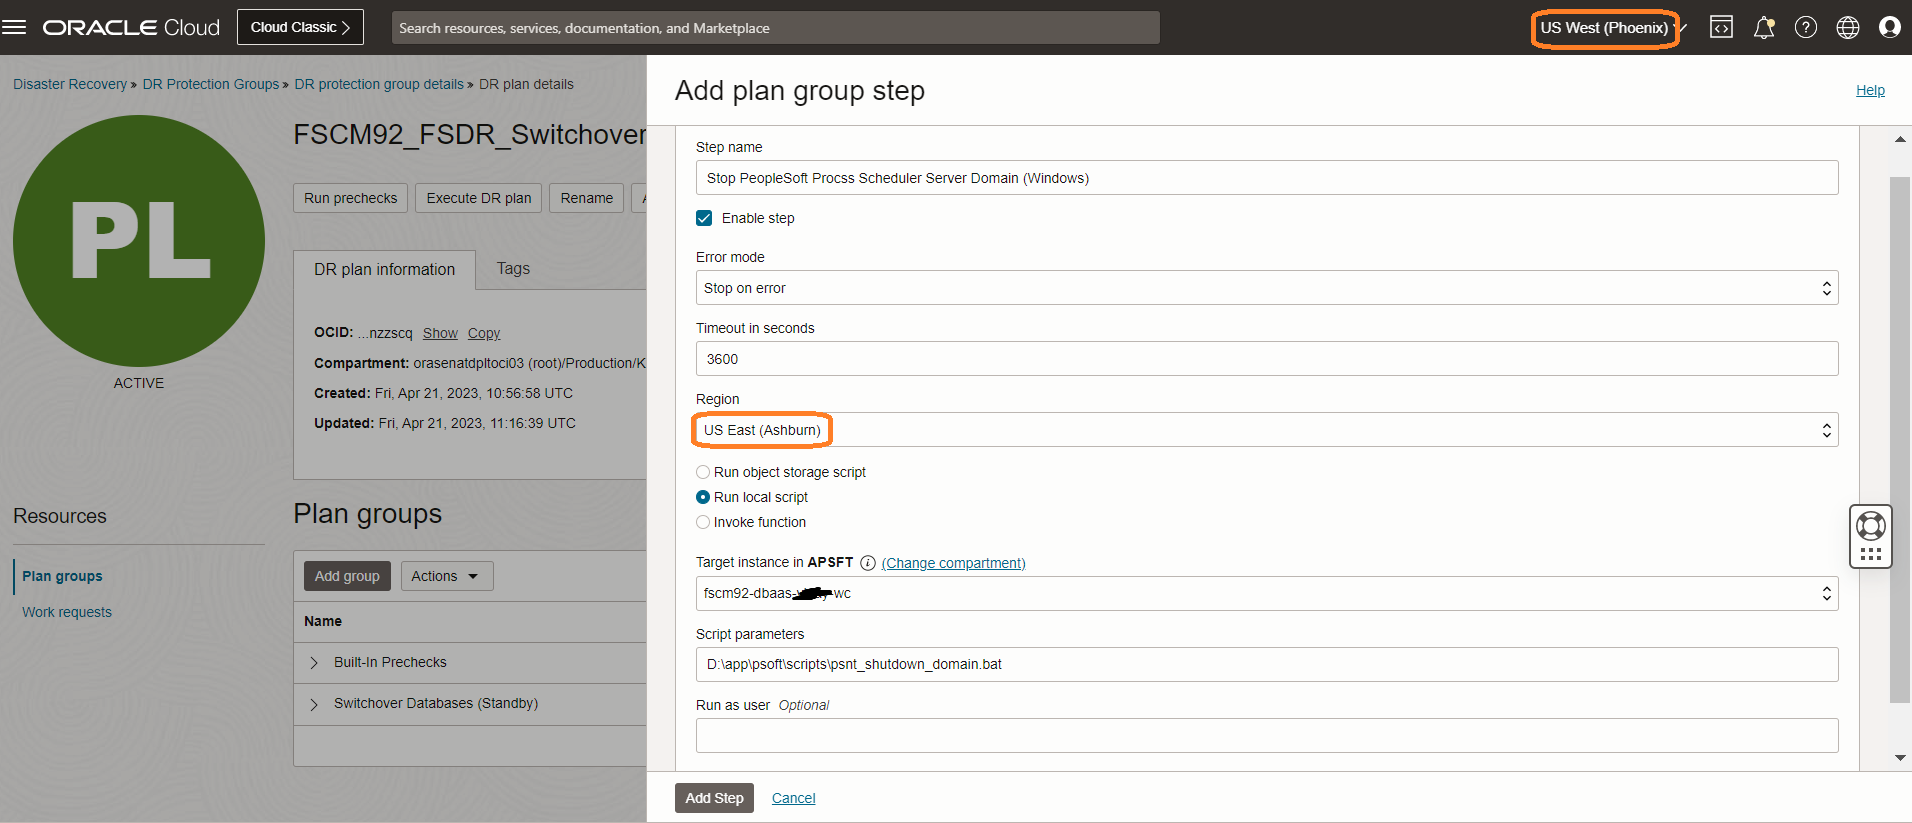 ORACLE Cloud
Cloud Classic
Search resources, services, documentation, and Marketplace
US West (Phoenix)
Disaster Recovery » DR Protection Groups » DR protection group details » DR plan details
PL
ACTIVE
FSCM92_FSDR_Switchover
Run prechecks
Execute DR plan
Rename
DR plan information
Tags
OCID: ...nzzscq Show Copy
Compartment: orasenatdpltoci03 (root)/Production/K
Created: Fri, Apr 21, 2023, 10:56:58 UTC
Updated: Fri, Apr 21, 2023, 11:16:39 UTC
Resources
Plan groups
Work requests
Plan groups
Add group
Actions
Name
Built-In Prechecks
Switchover Databases (Standby)
Add plan group step
Help
Step name
Stop PeopleSoft Procss Scheduler Server Domain (Windows)
Enable step
Error mode
Stop on error
Timeout in seconds
3600
Region
US East (Ashburn)
Run object storage script
Run local script
Invoke function
Target instance in APSFT (Change compartment)
fscm92-dbaas- -wc
Script parameters
D:\app\psoft\scripts\psnt_shutdown_domain.bat
Run as user Optional
Add Step
Cancel